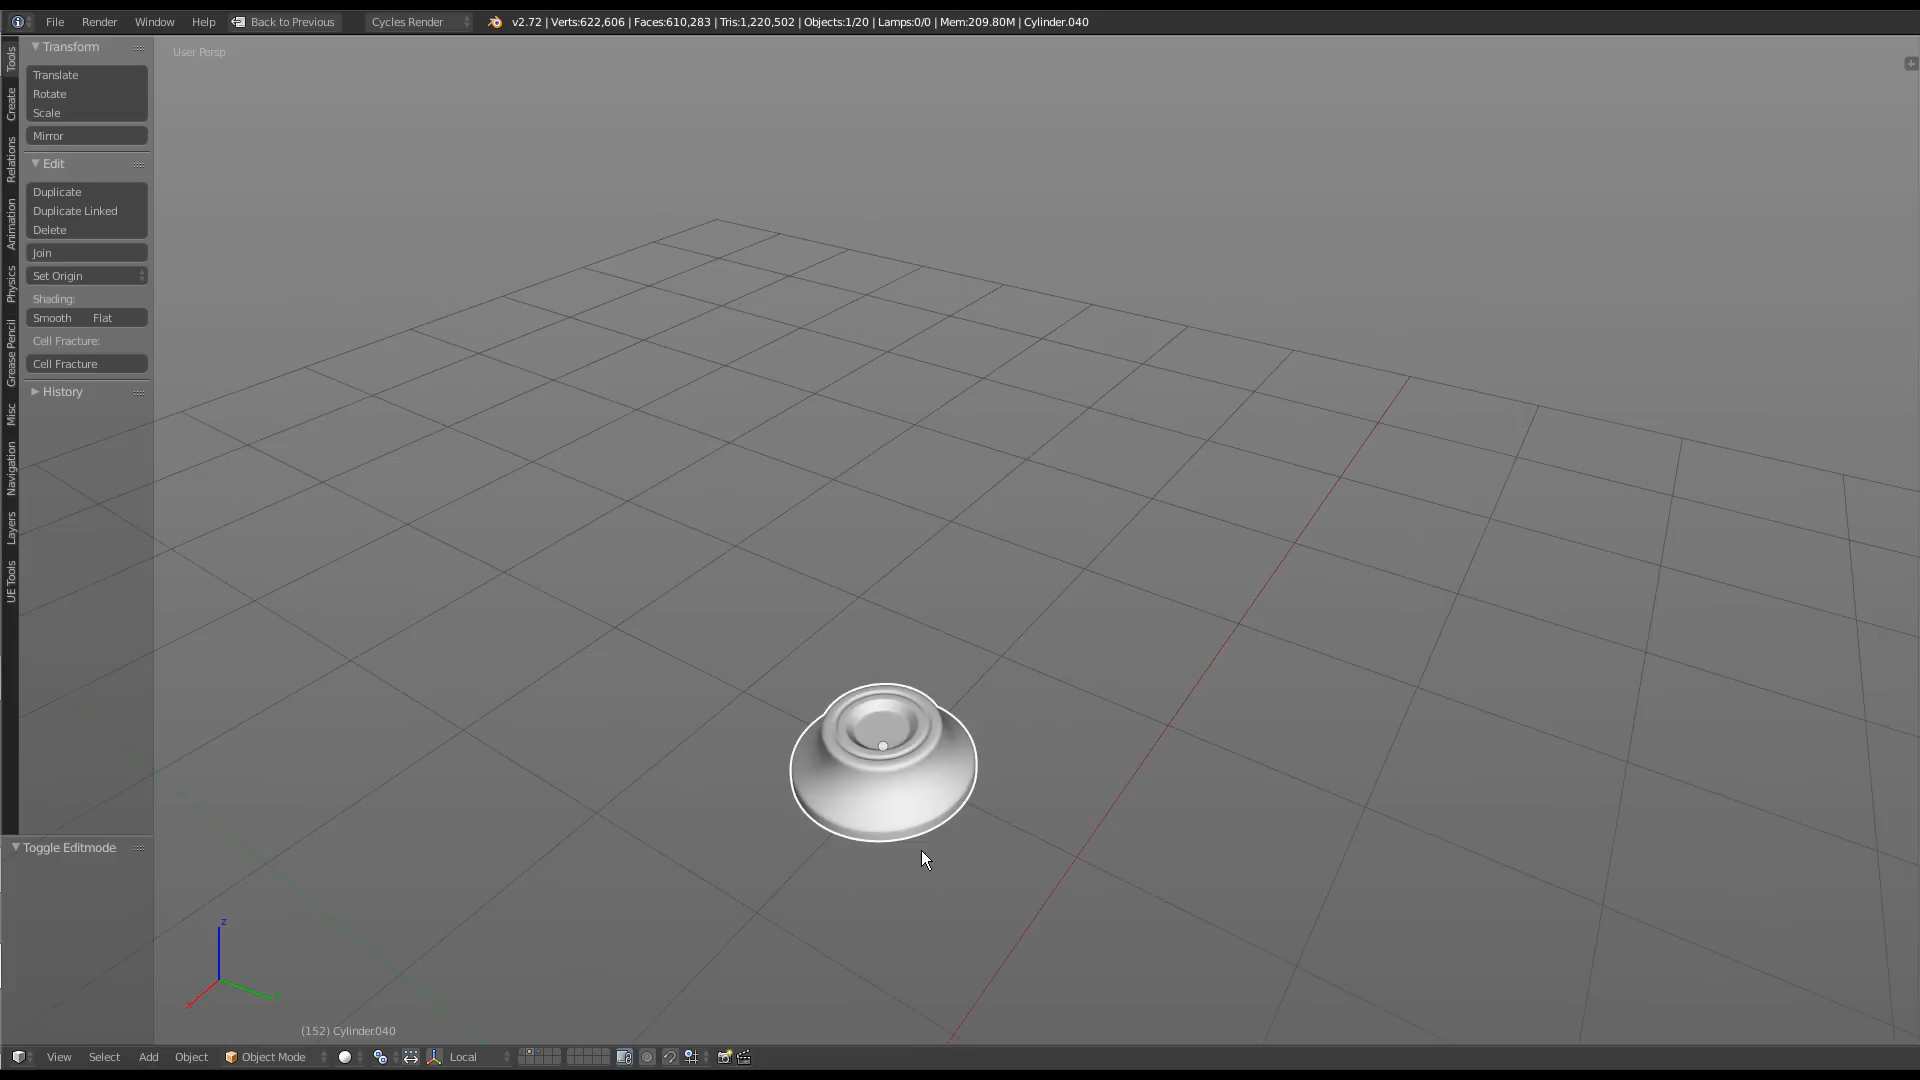 File Render Window Help Back to Previous Cycles Render v2.72 | Verts:622,606 | Faces:610,283 | Tris:1,220,502 | Objects:1/20 | Lamps:0/0 | Mem:209.80M | Cylinder.040
Tools
Create
Relations
Animation
Physics
Grease Pencil
Misc
Navigation
Layers
UE Tools
Transform
Translate
Rotate
Scale
Mirror
Edit
Duplicate
Duplicate Linked
Delete
Join
Set Origin
Shading:
Smooth Flat
Cell Fracture:
Cell Fracture
History
Toggle Editmode
User Persp
z
(152) Cylinder.040
View Select Add Object Object Mode Local